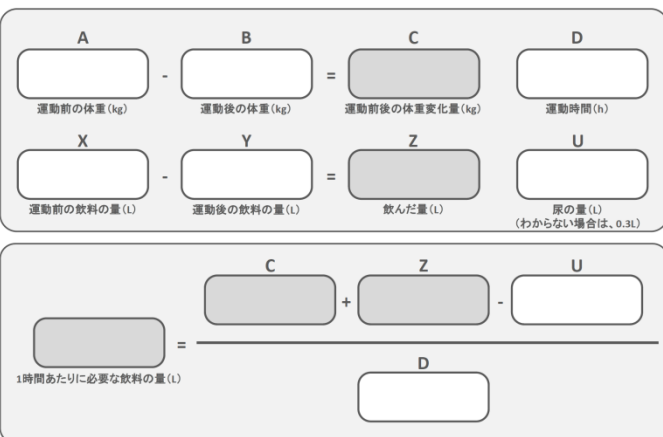 A B C D
- =
運動前の体重(kg) 運動後の体重(kg) 運動前後の体重変化量(kg) 運動時間(h)
X Y Z U
- =
運動前の飲料の量(L) 運動後の飲料の量(L) 飲んだ量(L) 尿の量(L)
(わからない場合は、0.3L)
C Z U
+ -
=
1時間あたりに必要な飲料の量(L)
D